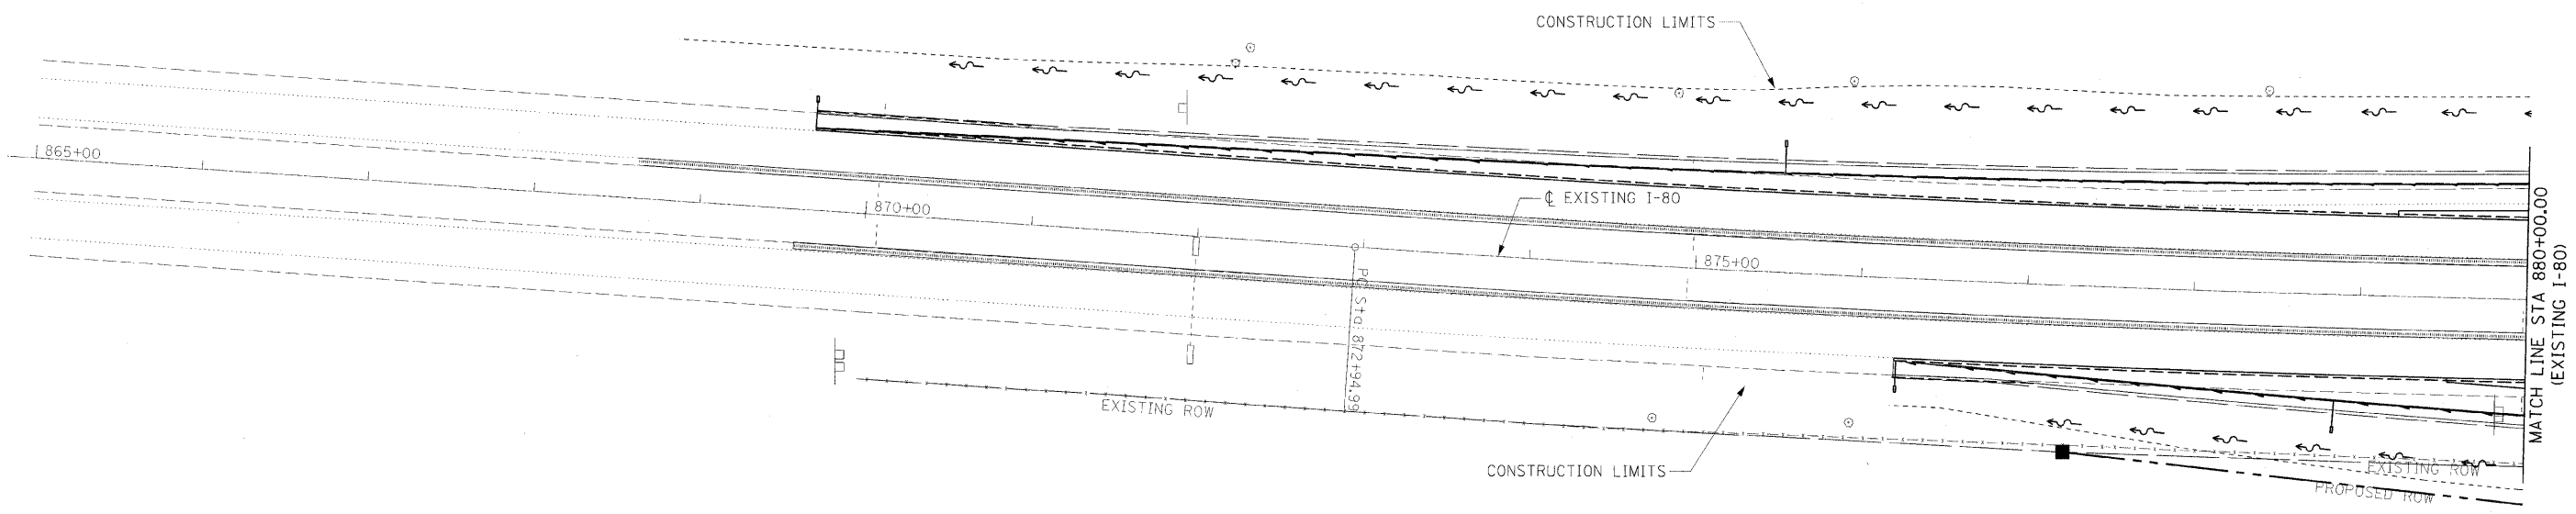 CONSTRUCTION LIMITS
865+00
870+00
℄ EXISTING I-80
875+00
PC Sta 872+94.99
EXISTING ROW
CONSTRUCTION LIMITS
EXISTING ROW
PROPOSED ROW
MATCH LINE STA 880+00.00
(EXISTING I-80)